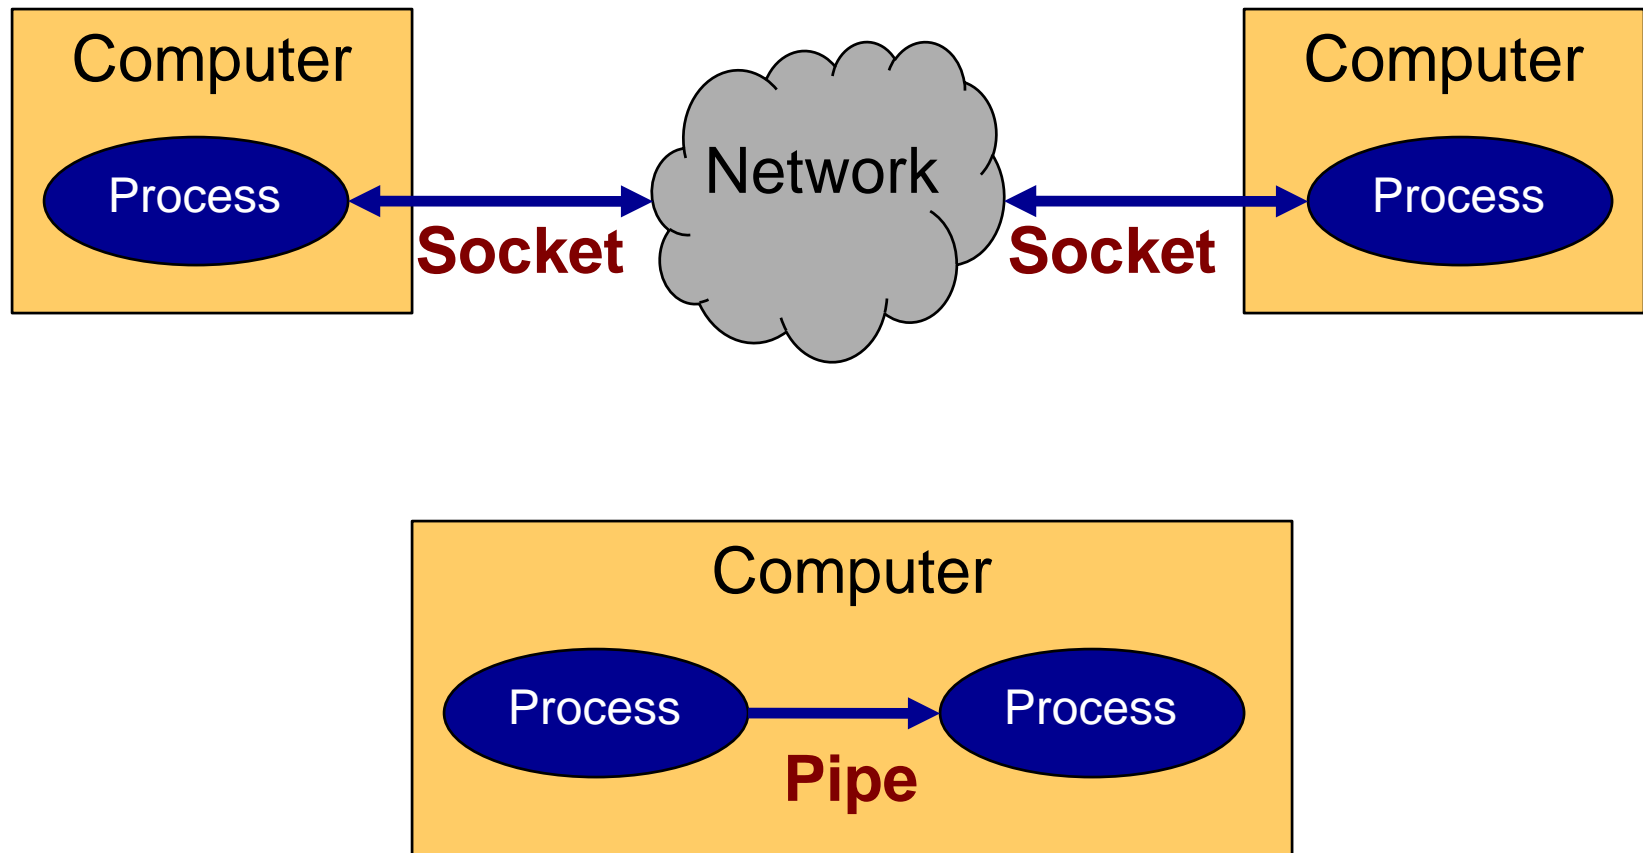 Computer
Process
Socket
Network
Socket
Computer
Process
Computer
Process
Process
Pipe